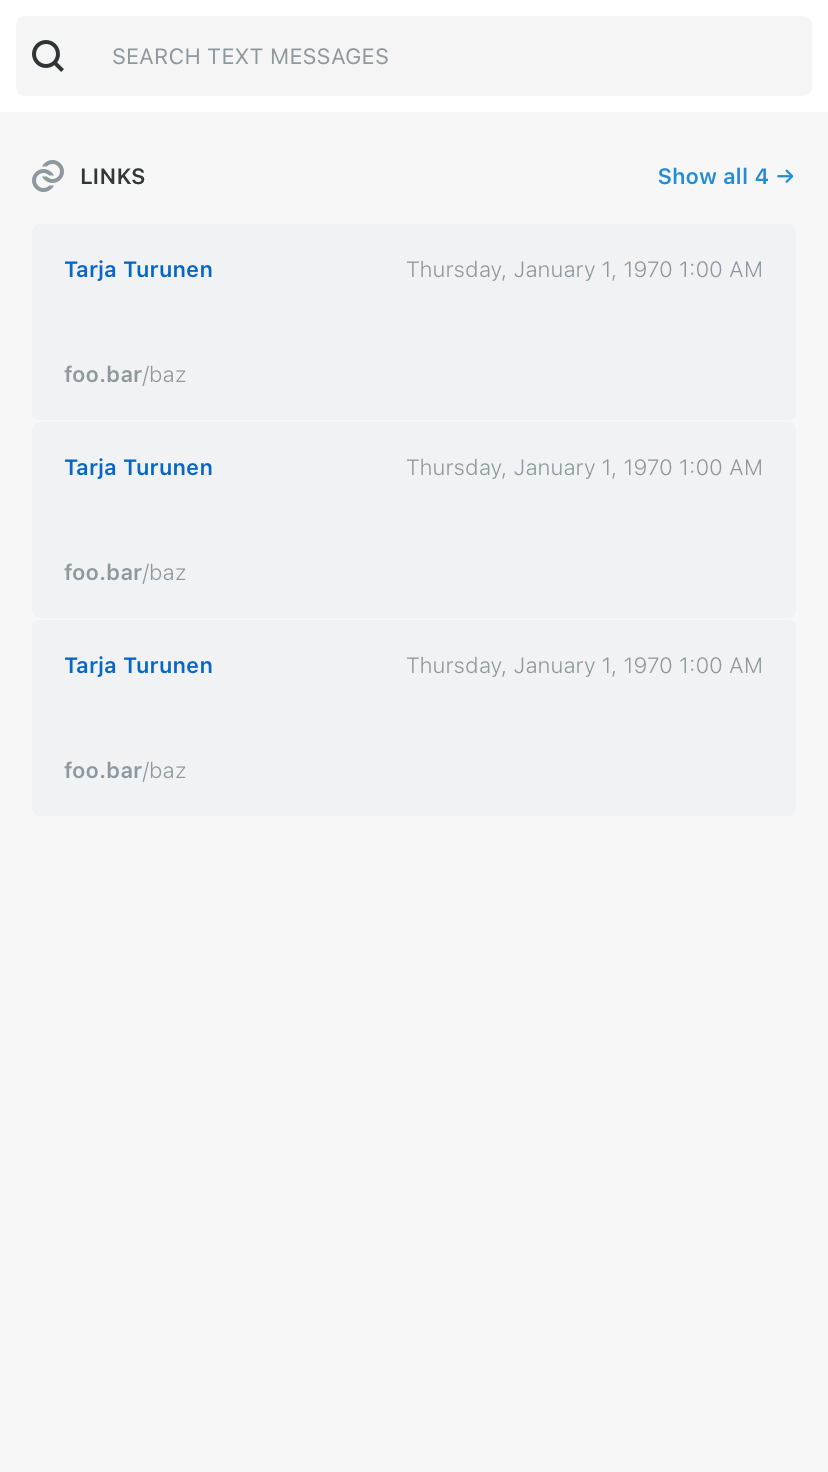 SEARCH TEXT MESSAGES
LINKS Show all 4 →
Tarja Turunen Thursday, January 1, 1970 1:00 AM
foo.bar/baz
Tarja Turunen Thursday, January 1, 1970 1:00 AM
foo.bar/baz
Tarja Turunen Thursday, January 1, 1970 1:00 AM
foo.bar/baz